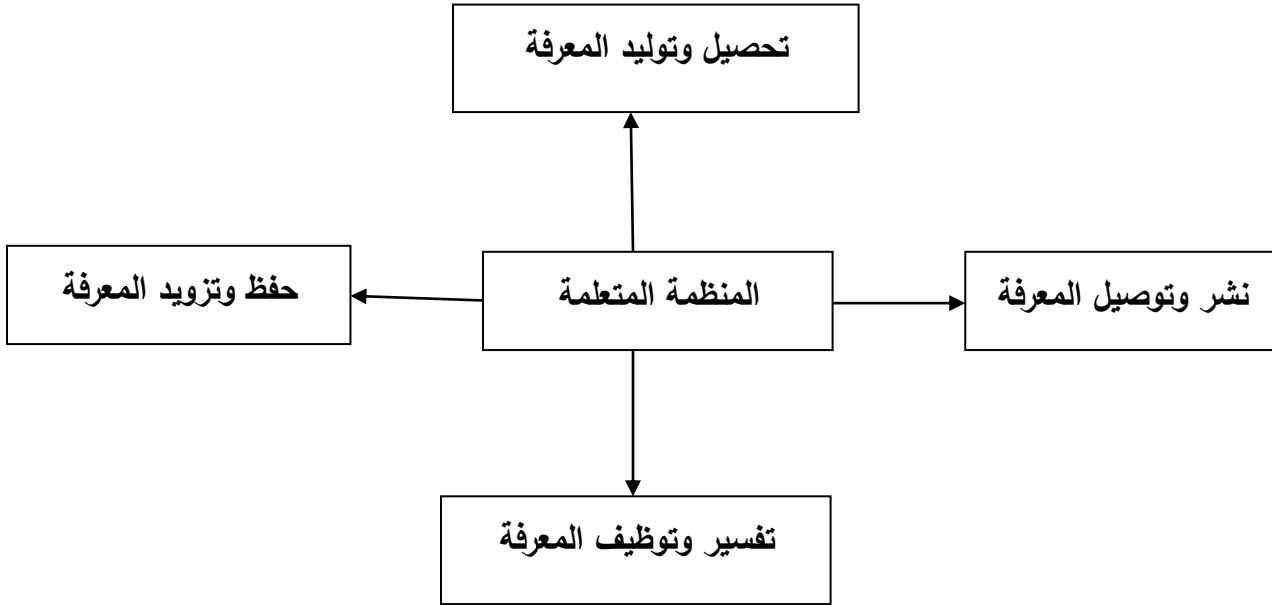 تحصيل وتوليد المعرفة
نشر وتوصيل المعرفة
المنظمة المتعلمة
حفظ وتزويد المعرفة
تفسير وتوظيف المعرفة